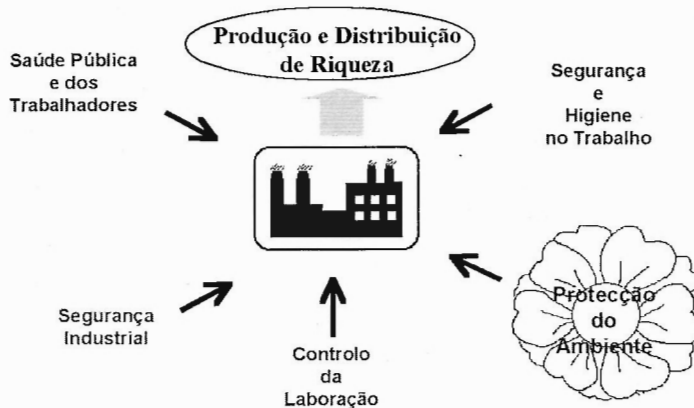 Produção e Distribuição
de Riqueza
Saúde Pública
e dos
Trabalhadores
Segurança
e
Higiene
no Trabalho
Segurança
Industrial
Controlo
da
Laboração
Protecção
do
Ambiente